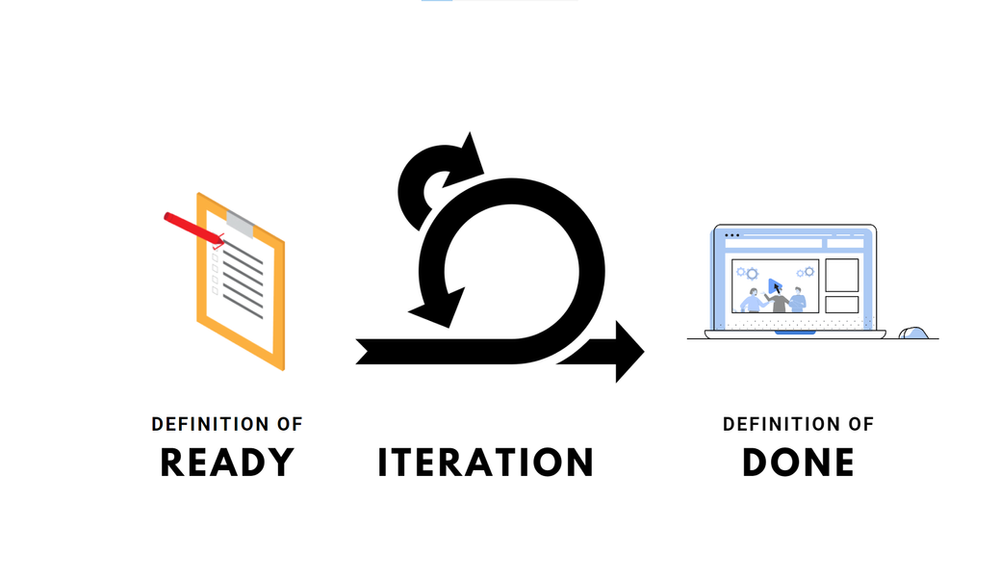 DEFINITION OF
READY
ITERATION
DEFINITION OF
DONE